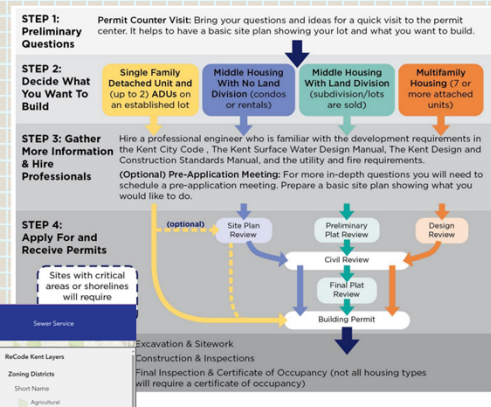 STEP 1:
Preliminary
Questions
Permit Counter Visit: Bring your questions and ideas for a quick visit to the permit
center. It helps to have a basic site plan showing your lot and what you want to build.
STEP 2:
Decide What
You Want To
Build
Single Family
Detached Unit and
(up to 2) ADUs on
an established lot
Middle Housing
With No Land
Division (condos
or rentals)
Middle Housing
With Land Division
(subdivision/lots
are sold)
Multifamily
Housing (7 or
more attached
units)
STEP 3: Gather
More Information
& Hire
Professionals
Hire a professional engineer who is familiar with the development requirements in
the Kent City Code , The Kent Surface Water Design Manual, The Kent Design and
Construction Standards Manual, and the utility and fire requirements.
(Optional) Pre-Application Meeting: For more in-depth questions you will need to
schedule a pre-application meeting. Prepare a basic site plan showing what you
would like to do.
STEP 4:
Apply For and
Receive Permits
(optional)
Site Plan
Review
Preliminary
Plat Review
Design
Review
Civil Review
Final Plat
Review
Building Permit
Sites with critical
areas or shorelines
will require
Sewer Service
ReCode Kent Layers
Zoning Districts
Short Name
Agricultural
Excavation & Sitework
Construction & Inspections
Final Inspection & Certificate of Occupancy (not all housing types
will require a certificate of occupancy)